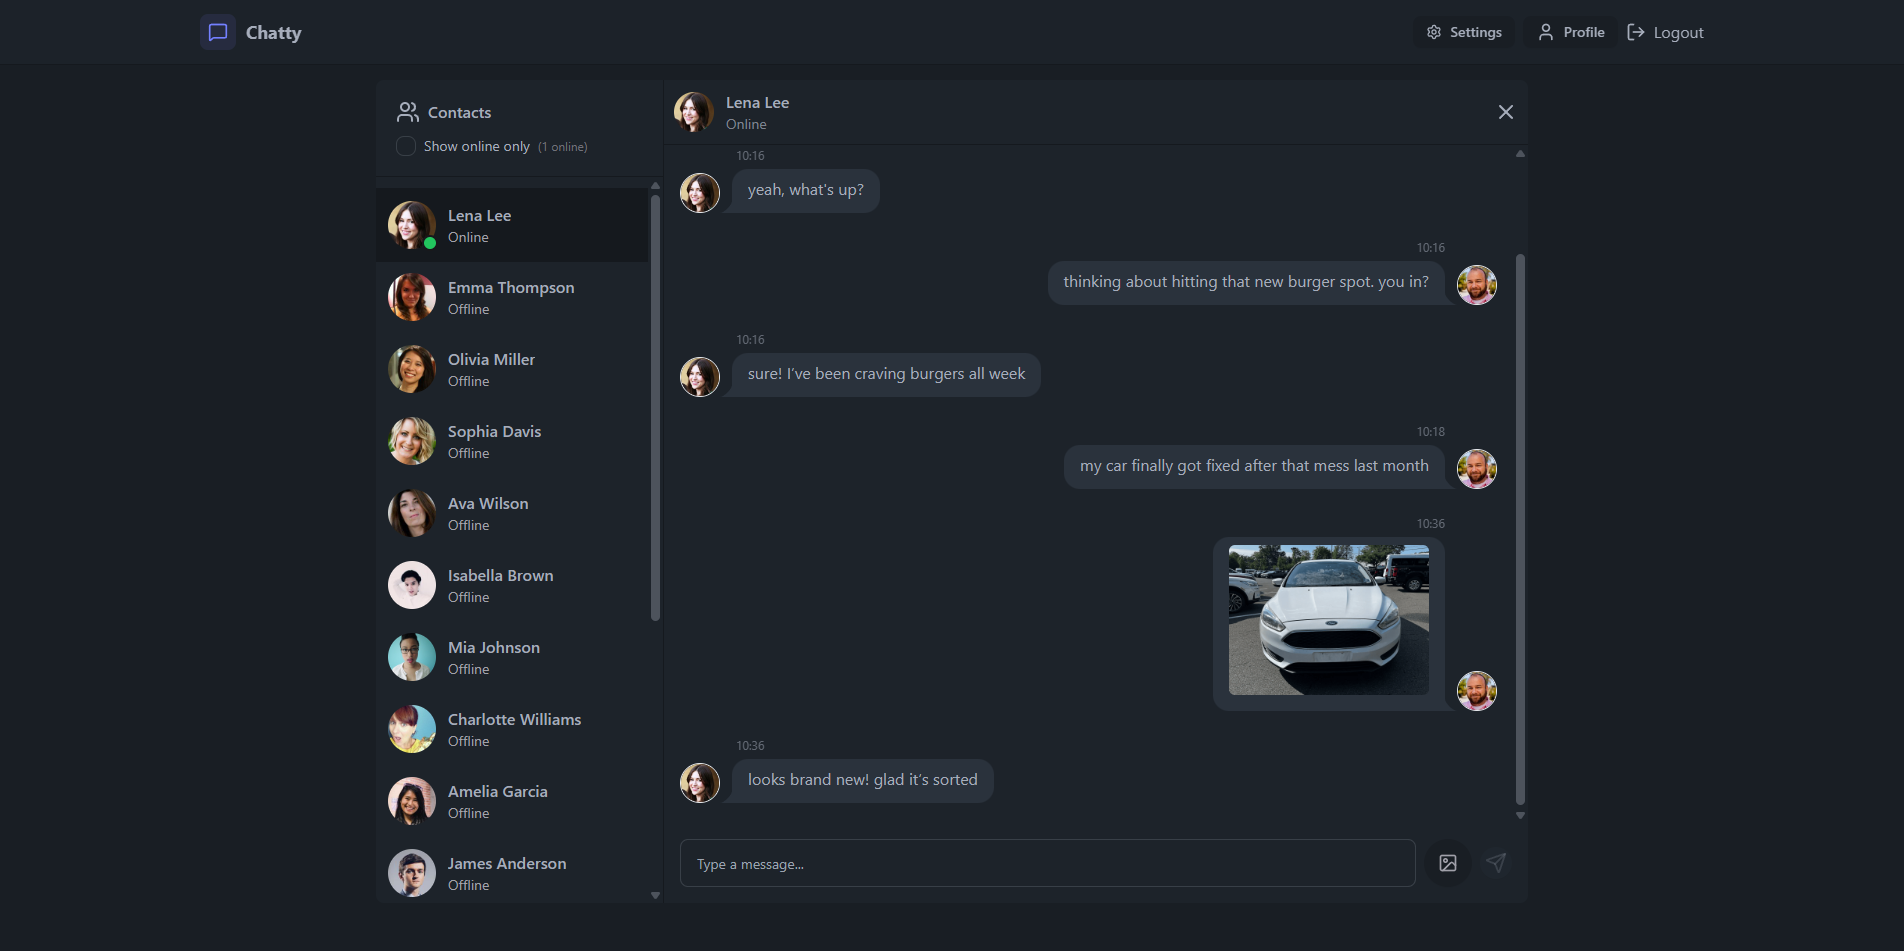 Chatty
Settings
Profile
Logout
Contacts
Show online only (1 online)
Lena Lee
Online
Emma Thompson
Offline
Olivia Miller
Offline
Sophia Davis
Offline
Ava Wilson
Offline
Isabella Brown
Offline
Mia Johnson
Offline
Charlotte Williams
Offline
Amelia Garcia
Offline
James Anderson
Offline
Lena Lee
Online
10:16
yeah, what's up?
10:16
thinking about hitting that new burger spot. you in?
10:16
sure! I’ve been craving burgers all week
10:18
my car finally got fixed after that mess last month
10:36
10:36
looks brand new! glad it’s sorted
Type a message...